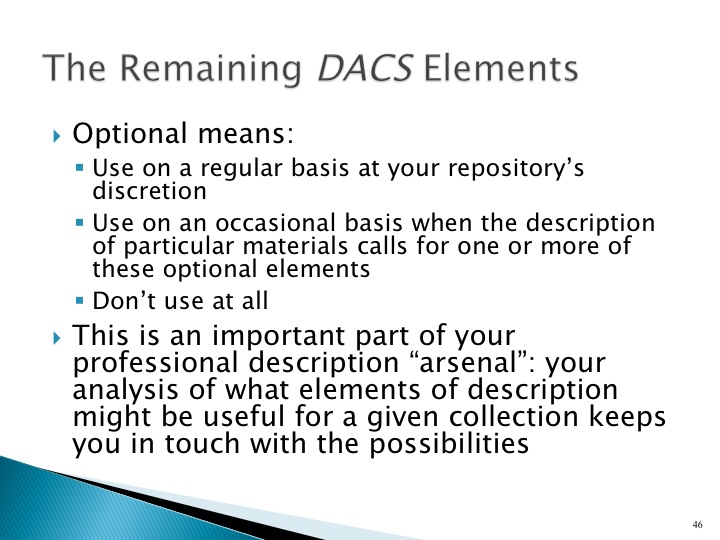 The Remaining DACS Elements
Optional means:
Use on a regular basis at your repository’s
discretion
Use on an occasional basis when the description
of particular materials calls for one or more of
these optional elements
Don’t use at all
This is an important part of your
professional description “arsenal”: your
analysis of what elements of description
might be useful for a given collection keeps
you in touch with the possibilities
46